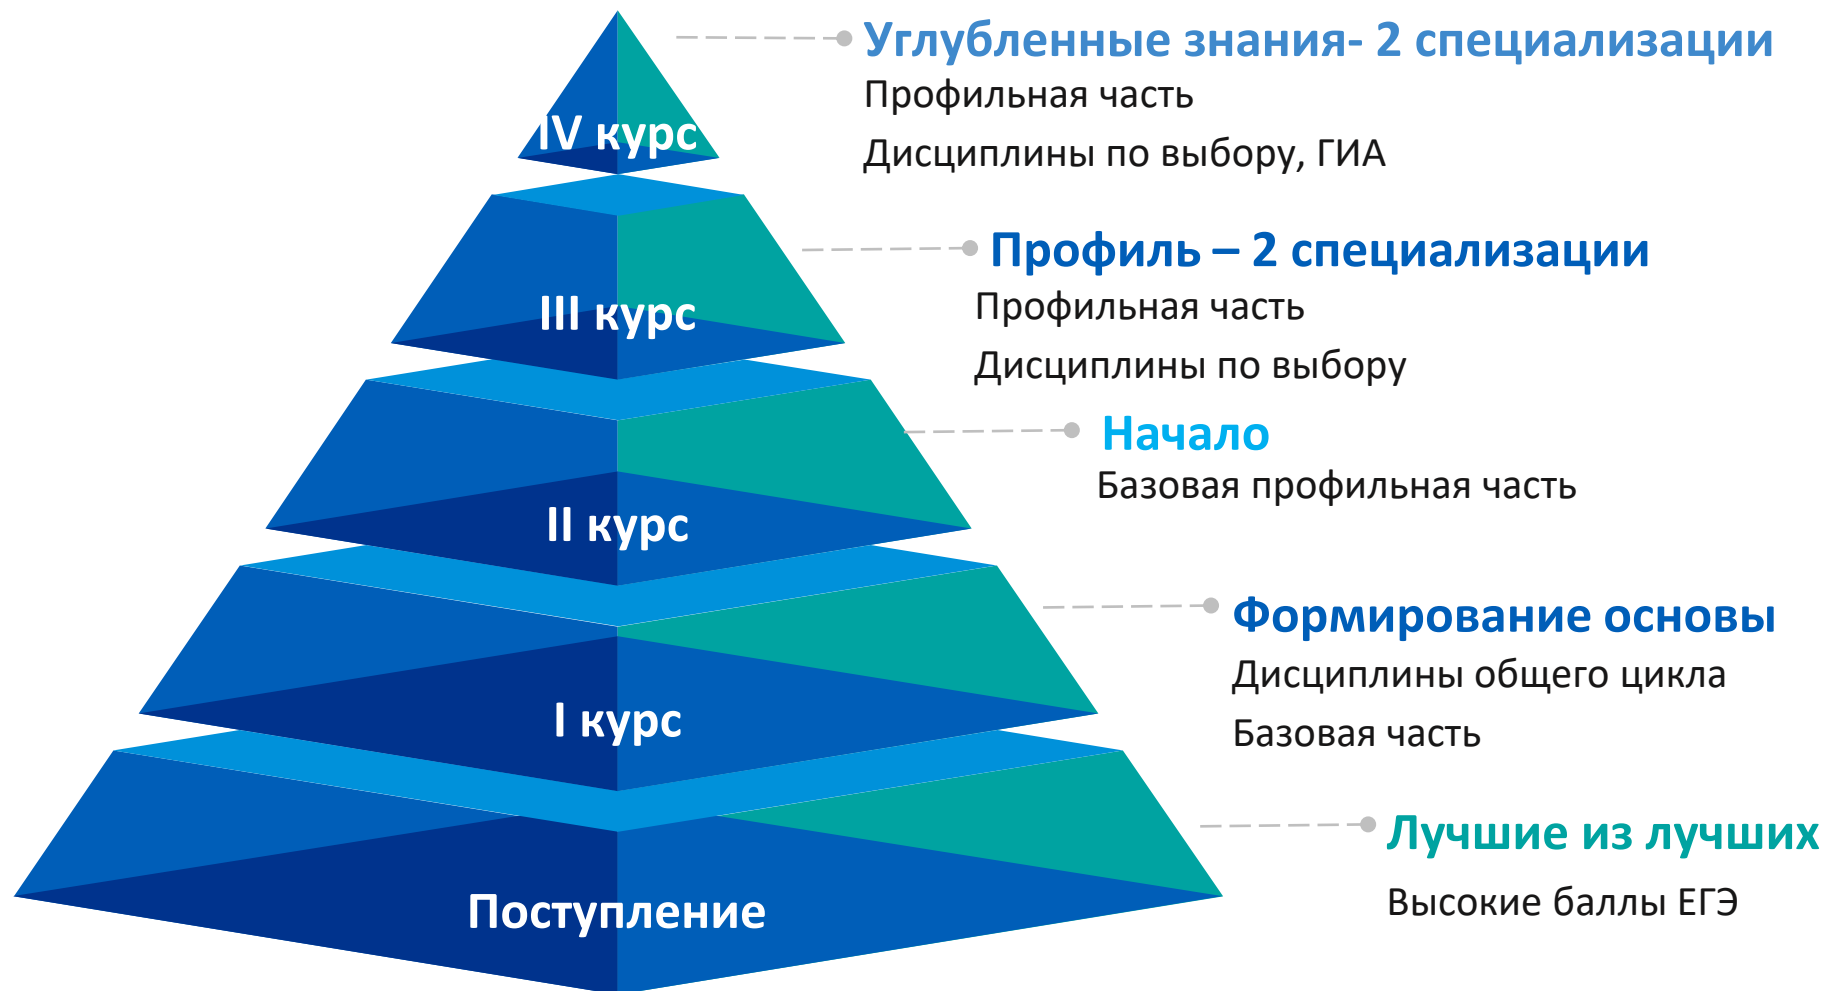 Углубленные знания- 2 специализации
Профильная часть
Дисциплины по выбору, ГИА
IV курс
Профиль – 2 специализации
Профильная часть
Дисциплины по выбору
III курс
Начало
Базовая профильная часть
II курс
Формирование основы
Дисциплины общего цикла
Базовая часть
I курс
Лучшие из лучших
Высокие баллы ЕГЭ
Поступление